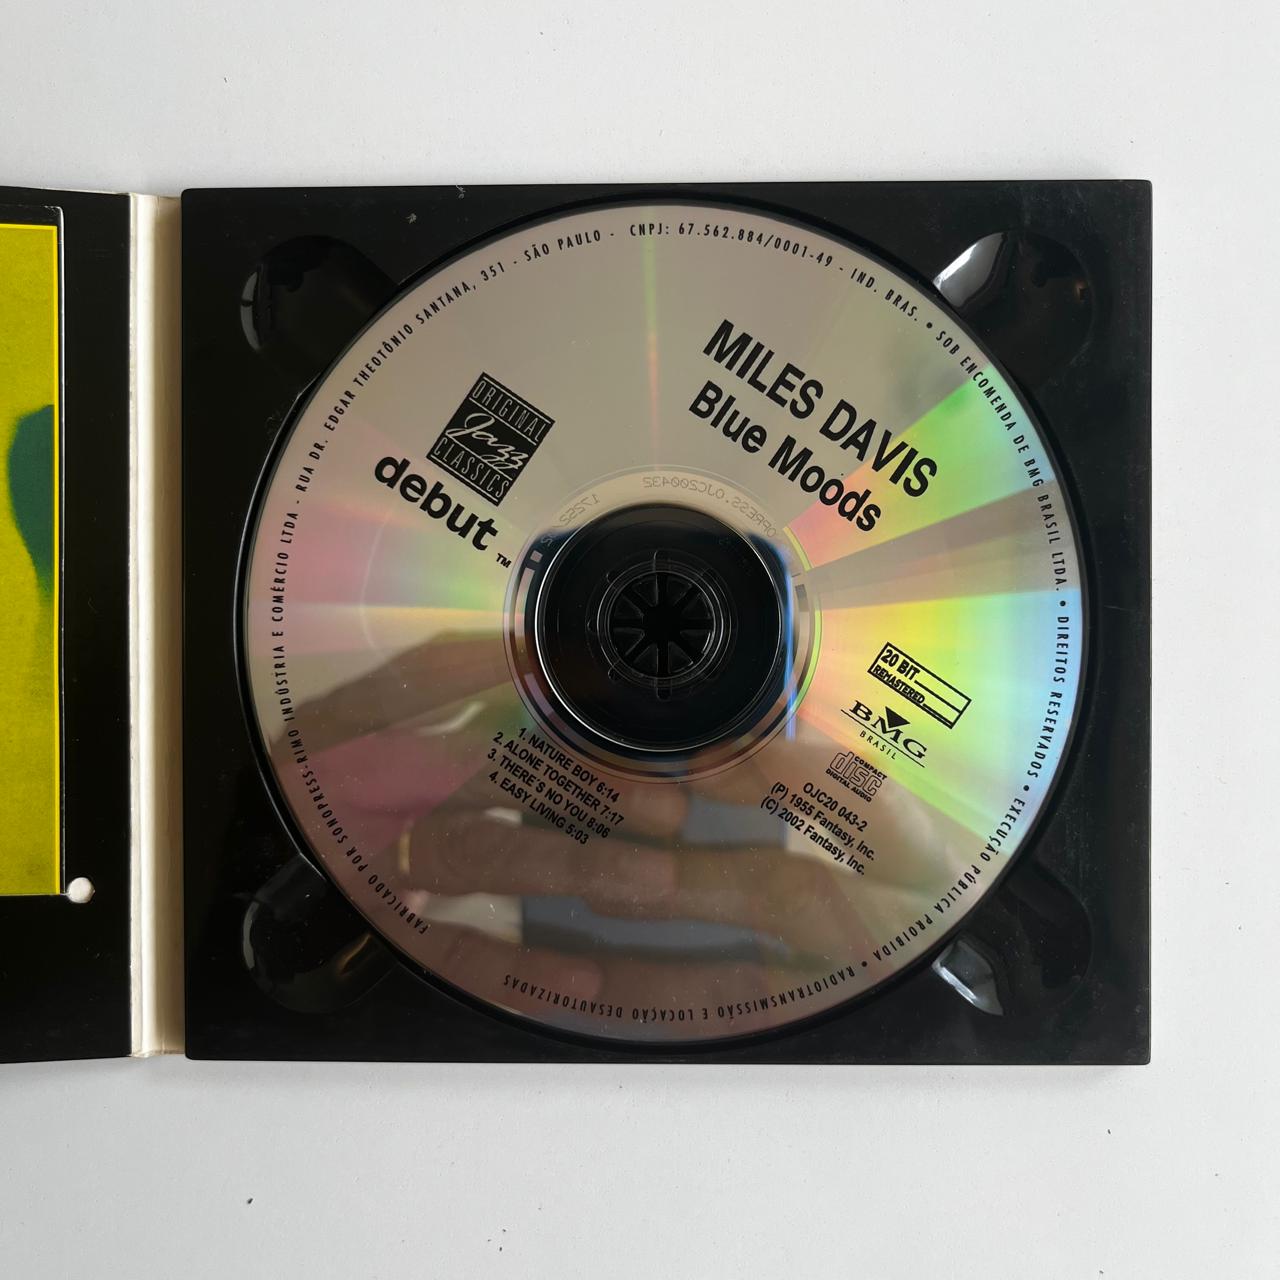 MILES DAVIS
Blue Moods
ORIGINAL
Jazz
CLASSICS
debut™
1. NATURE BOY 6:14
2. ALONE TOGETHER 7:17
3. THERE'S NO YOU 8:06
4. EASY LIVING 5:03
20 BIT
REMASTERED
BMG
BRASIL
COMPACT
disc
DIGITAL AUDIO
OJC20 043-2
(P) 1955 Fantasy, Inc.
(C) 2002 Fantasy, Inc.
FABRICADO POR SONOPRESS-RIMO INDÚSTRIA E COMÉRCIO LTDA. - RUA DR. EDGAR THEOTÔNIO SANTANA, 351 - SÃO PAULO - CNPJ: 67.562.884/0001-49 - IND. BRAS. • SOB ENCOMENDA DE BMG BRASIL LTDA. • DIREITOS RESERVADOS • EXECUÇÃO PÚBLICA PROIBIDA • RADIOTRANSMISSÃO E LOCAÇÃO DESAUTORIZADAS
OJC200432